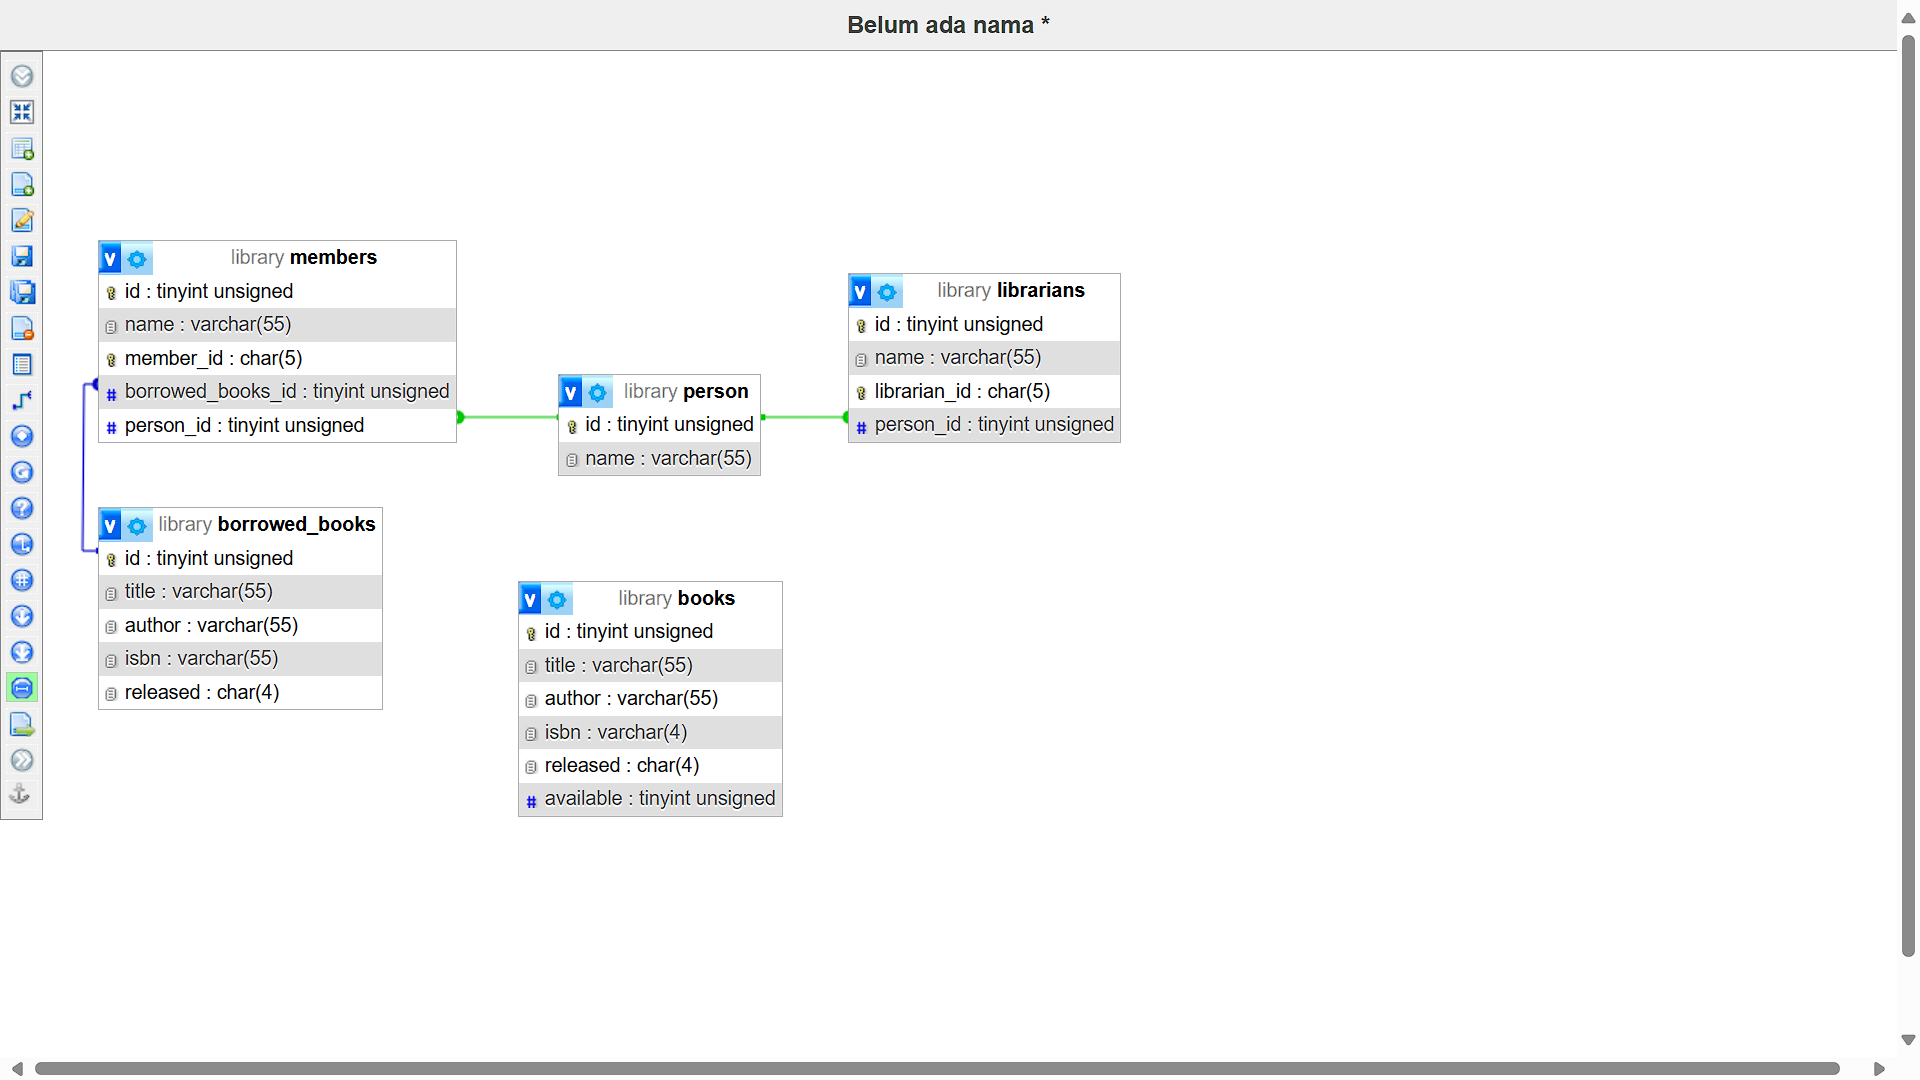 Belum ada nama *
v library members
id : tinyint unsigned
name : varchar(55)
member_id : char(5)
# borrowed_books_id : tinyint unsigned
# person_id : tinyint unsigned
v library person
id : tinyint unsigned
name : varchar(55)
v library librarians
id : tinyint unsigned
name : varchar(55)
librarian_id : char(5)
# person_id : tinyint unsigned
v library borrowed_books
id : tinyint unsigned
title : varchar(55)
author : varchar(55)
isbn : varchar(55)
released : char(4)
v library books
id : tinyint unsigned
title : varchar(55)
author : varchar(55)
isbn : varchar(4)
released : char(4)
# available : tinyint unsigned